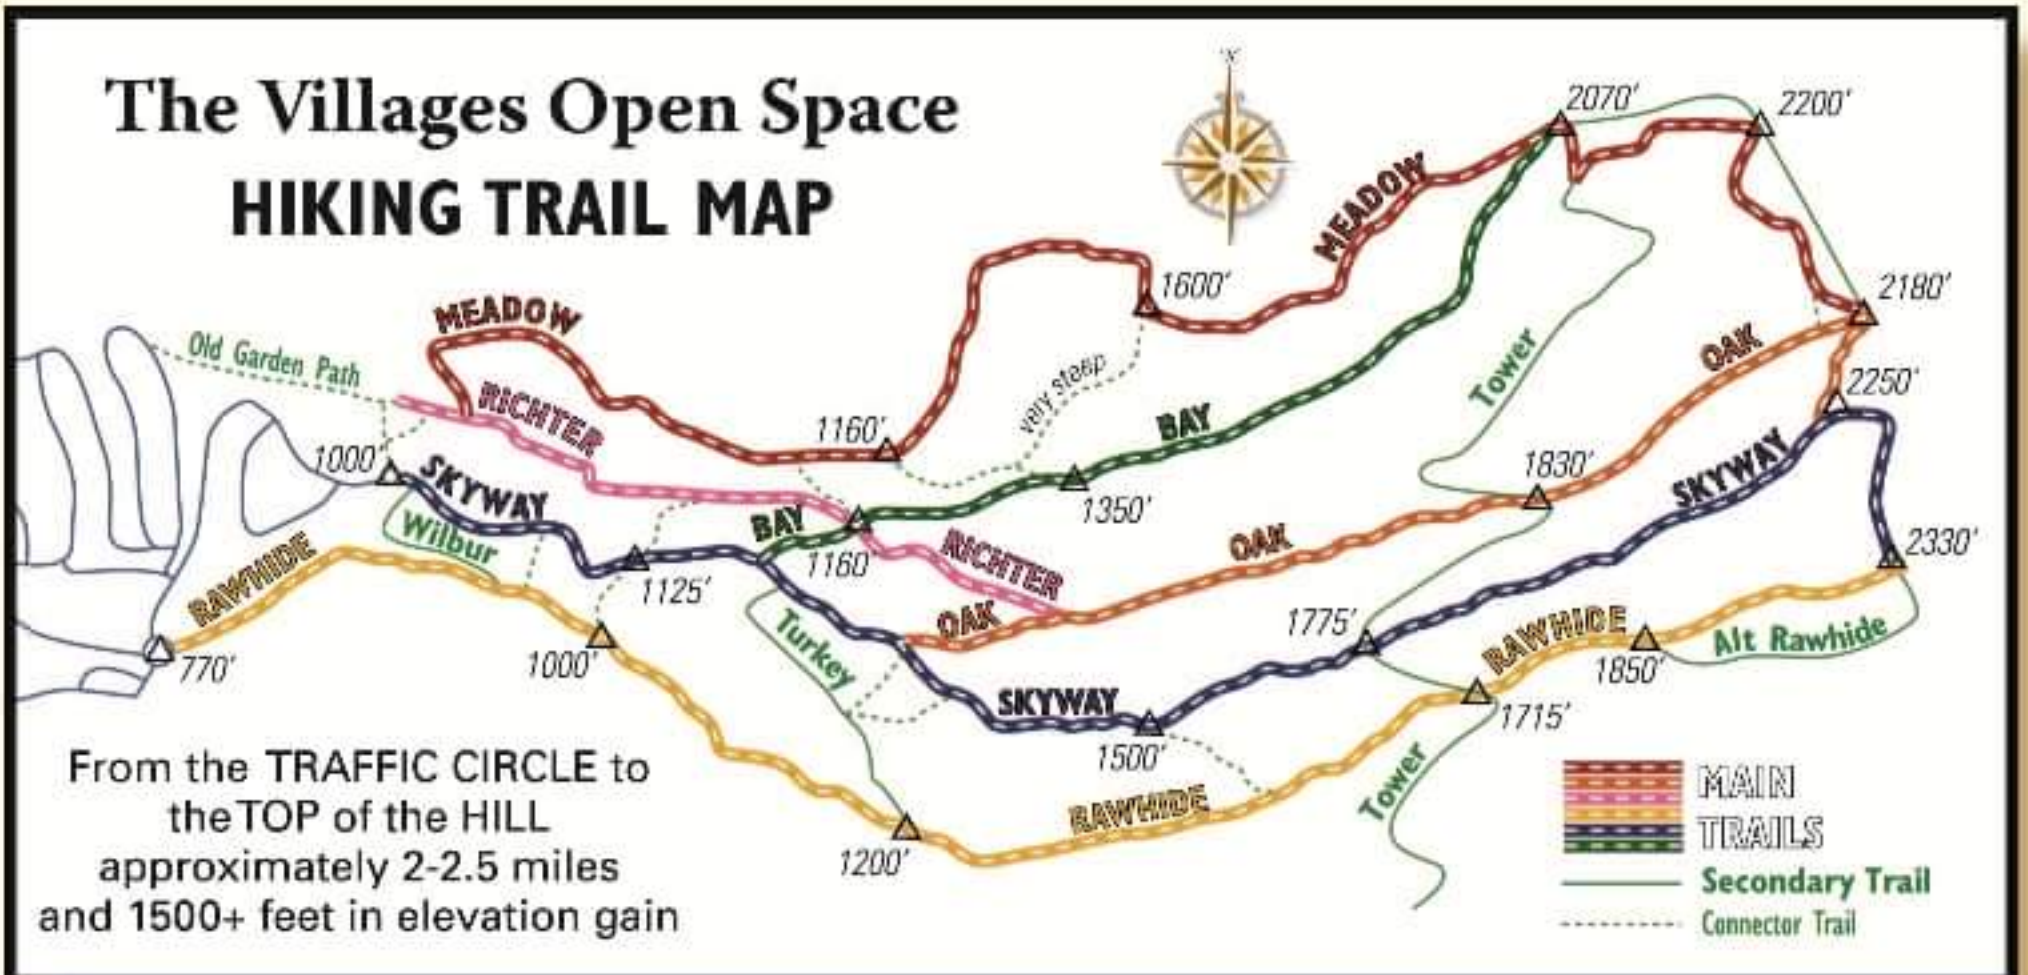 The Villages Open Space
HIKING TRAIL MAP
N
2070'
2200'
MEADOW
1600'
2180'
MEADOW
Old Garden Path
OAK
very steep
Tower
2250'
RICHTER
BAY
1160'
1000'
SKYWAY
1830'
SKYWAY
1350'
Wilbur
BAY
OAK
2330'
RAWHIDE
1160
RICHTER
1125'
OAK
1775'
Turkey
RAWHIDE
Alt Rawhide
770'
1000'
1850'
SKYWAY
1715'
1500'
From the TRAFFIC CIRCLE to
the TOP of the HILL
approximately 2-2.5 miles
and 1500+ feet in elevation gain
RAWHIDE
Tower
1200'
MAIN
TRAILS
Secondary Trail
Connector Trail